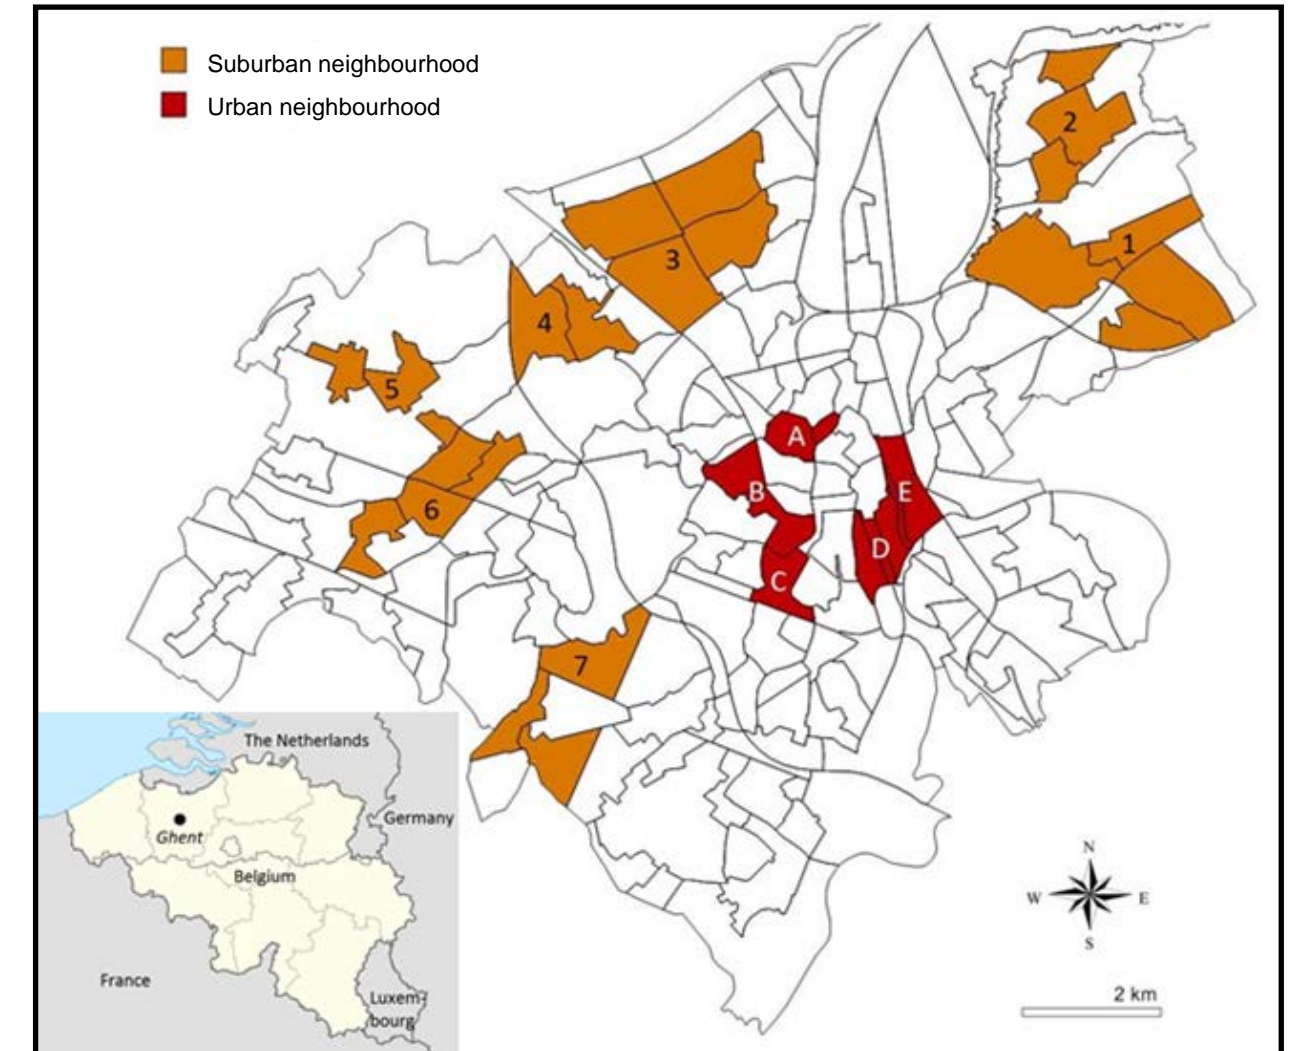 Suburban neighbourhood
Urban neighbourhood
2
1
3
4
5
A
B
E
6
D
C
7
The Netherlands
Germany
Ghent
Belgium
France
Luxem-
bourg
N
W E
S
2 km